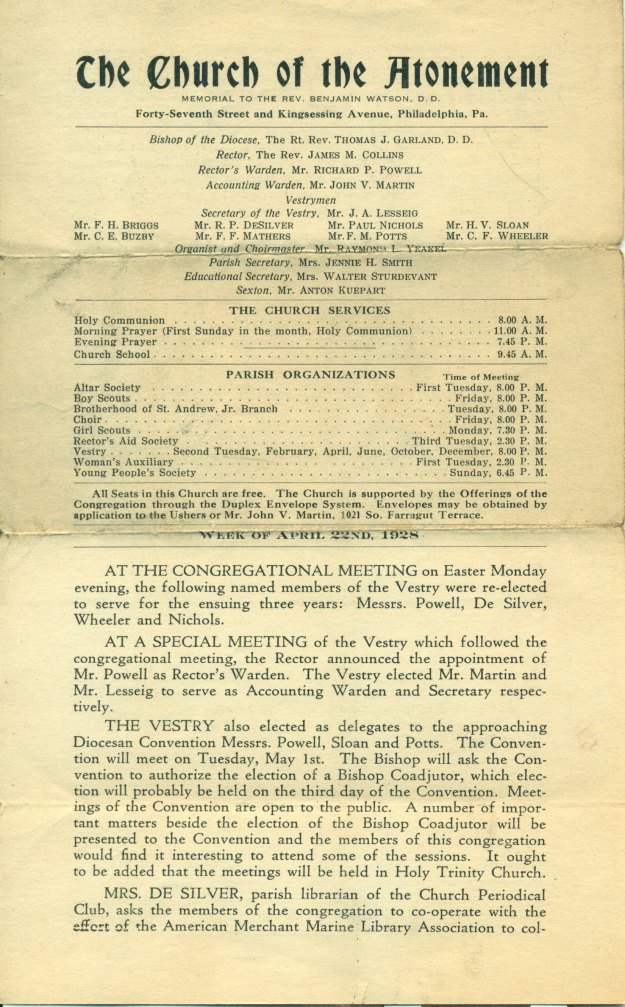 The Church of the Atonement
MEMORIAL TO THE REV. BENJAMIN WATSON, D. D.
Forty-Seventh Street and Kingsessing Avenue, Philadelphia, Pa.
Bishop of the Diocese, The Rt. Rev. THOMAS J. GARLAND, D. D.
Rector, The Rev. JAMES M. COLLINS
Rector's Warden, Mr. RICHARD P. POWELL
Accounting Warden, Mr. JOHN V. MARTIN
Vestrymen
Secretary of the Vestry, Mr. J. A. LESSEIG
Mr. F. H. BRIGGS Mr. R. P. DESILVER Mr. PAUL NICHOLS Mr. H. V. SLOAN
Mr. C. E. BUZBY Mr. F. F. MATHERS Mr. F. M. POTTS Mr. C. F. WHEELER
Organist and Choirmaster, Mr. RAYMOND L. YEAKEL
Parish Secretary, Mrs. JENNIE H. SMITH
Educational Secretary, Mrs. WALTER STURDEVANT
Sexton, Mr. ANTON KUEPART
THE CHURCH SERVICES
Holy Communion . . . . 8.00 A. M.
Morning Prayer (First Sunday in the month, Holy Communion) . . . . 11.00 A. M.
Evening Prayer . . . . 7.45 P. M.
Church School . . . . 9.45 A. M.
PARISH ORGANIZATIONS Time of Meeting
Altar Society . . . . First Tuesday, 8.00 P. M.
Boy Scouts . . . . Friday, 8.00 P. M.
Brotherhood of St. Andrew, Jr. Branch . . . . Tuesday, 8.00 P. M.
Choir . . . . Friday, 8.00 P. M.
Girl Scouts . . . . Monday, 7.30 P. M.
Rector's Aid Society . . . . Third Tuesday, 2.30 P. M.
Vestry . . . . Second Tuesday, February, April, June, October, December, 8.00 P. M.
Woman's Auxiliary . . . . First Tuesday, 2.30 P. M.
Young People's Society . . . . Sunday, 6.45 P. M.
All Seats in this Church are free. The Church is supported by the Offerings of the
Congregation through the Duplex Envelope System. Envelopes may be obtained by
application to the Ushers or Mr. John V. Martin, 1021 So. Farragut Terrace.
WEEK OF APRIL 22ND, 1928
AT THE CONGREGATIONAL MEETING on Easter Monday
evening, the following named members of the Vestry were re-elected
to serve for the ensuing three years: Messrs. Powell, De Silver,
Wheeler and Nichols.
AT A SPECIAL MEETING of the Vestry which followed the
congregational meeting, the Rector announced the appointment of
Mr. Powell as Rector's Warden. The Vestry elected Mr. Martin and
Mr. Lesseig to serve as Accounting Warden and Secretary respec-
tively.
THE VESTRY also elected as delegates to the approaching
Diocesan Convention Messrs. Powell, Sloan and Potts. The Conven-
tion will meet on Tuesday, May 1st. The Bishop will ask the Con-
vention to authorize the election of a Bishop Coadjutor, which elec-
tion will probably be held on the third day of the Convention. Meet-
ings of the Convention are open to the public. A number of impor-
tant matters beside the election of the Bishop Coadjutor will be
presented to the Convention and the members of this congregation
would find it interesting to attend some of the sessions. It ought
to be added that the meetings will be held in Holy Trinity Church.
MRS. DE SILVER, parish librarian of the Church Periodical
Club, asks the members of the congregation to co-operate with the
effort of the American Merchant Marine Library Association to col-